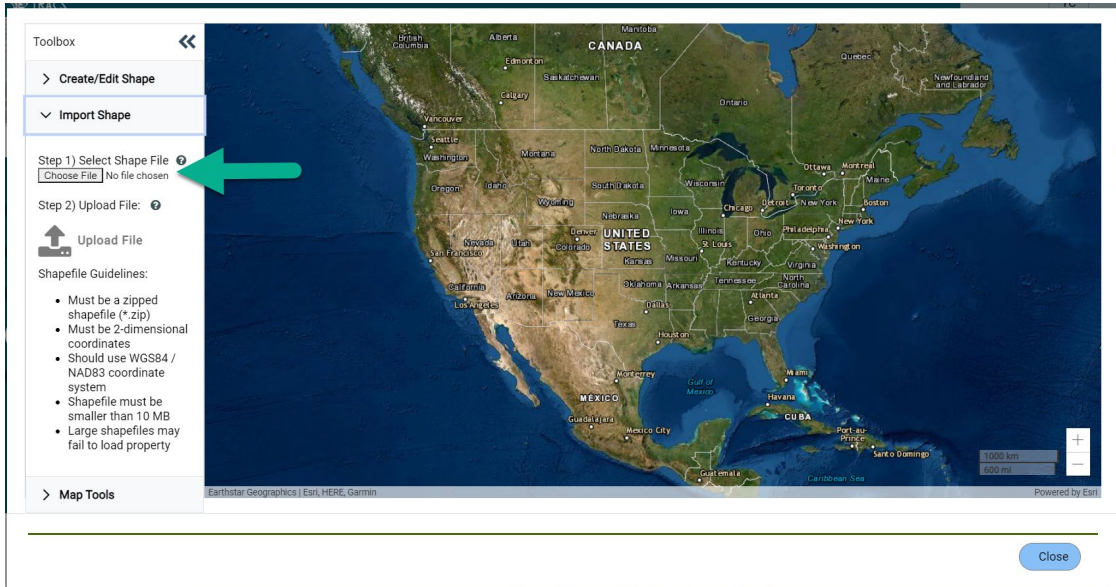 TRACS
TC
Toolbox
Create/Edit Shape
Import Shape
Step 1) Select Shape File
Choose File No file chosen
Step 2) Upload File:
Upload File
Shapefile Guidelines:
• Must be a zipped
shapefile (*.zip)
• Must be 2-dimensional
coordinates
• Should use WGS84 /
NAD83 coordinate
system
• Shapefile must be
smaller than 10 MB
• Large shapefiles may
fail to load property
Map Tools
British
Columbia
Alberta
Manitoba
CANADA
Edmonton
Saskatchewan
Quebec
Newfoundland
and Labrador
Calgary
Ontario
Vancouver
Seattle
Washington
Montana
North Dakota
Minnesota
Ottawa
Montreal
Maine
Oregon
Idaho
South Dakota
Wisconsin
Toronto
Wyoming
Chicago
Detroit
New York
Boston
Nebraska
Iowa
New York
Denver
UNITED
STATES
Illinois
Ohio
Philadelphia
Nevada
Utah
Colorado
St Louis
Washington
San Francisco
Kansas
Missouri
Kentucky
Virginia
California
Oklahoma
Arkansas
Tennessee
North
Carolina
Los Angeles
Arizona
New Mexico
Dallas
Atlanta
Texas
Georgia
Houston
Monterrey
Gulf of
Mexico
Miami
MÉXICO
Havana
CUBA
Guadalajara
Mexico City
Port-au-
Prince
Santo Domingo
Guatemala
Caribbean Sea
1000 km
600 mi
Earthstar Geographics | Esri, HERE, Garmin
Powered by Esri
Close